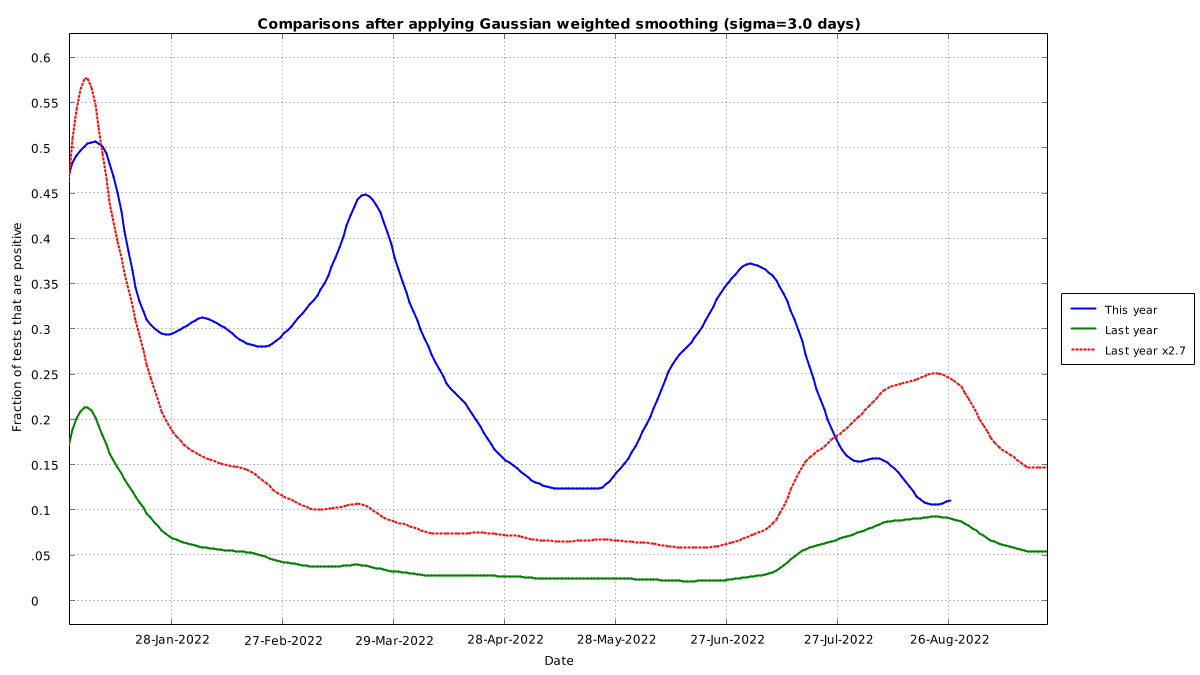 Comparisons after applying Gaussian weighted smoothing (sigma=3.0 days)
0.6
0.55
0.5
0.45
0.4
0.35
0.3
0.25
0.2
0.15
0.1
.05
0
Fraction of tests that are positive
28-Jan-2022
27-Feb-2022
29-Mar-2022
28-Apr-2022
28-May-2022
27-Jun-2022
27-Jul-2022
26-Aug-2022
Date
This year
Last year
Last year x2.7